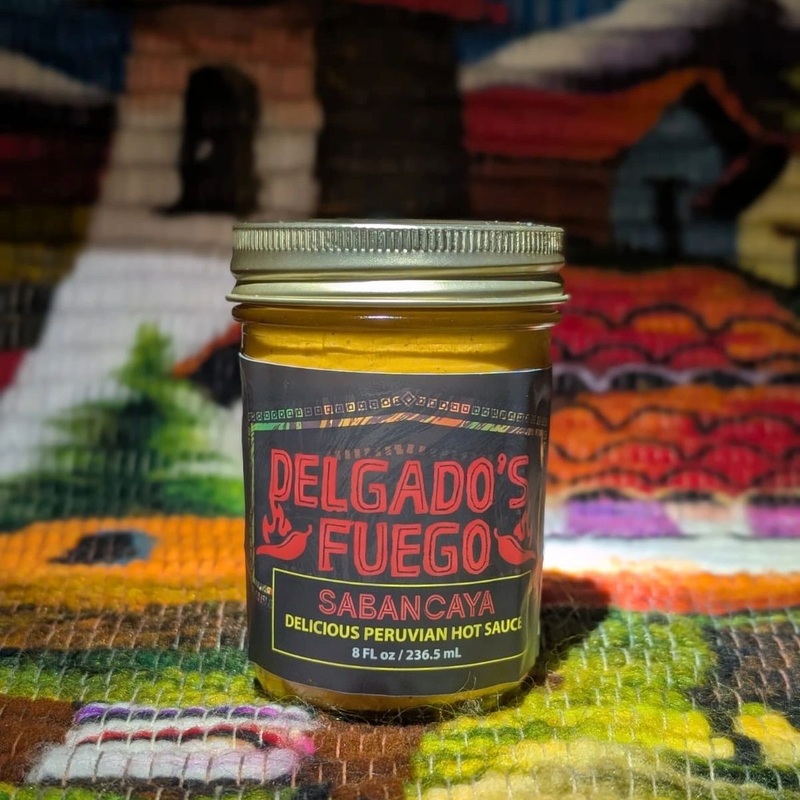 DELGADO'S
FUEGO
SABANCAYA
DELICIOUS PERUVIAN HOT SAUCE
8 FL oz / 236.5 mL